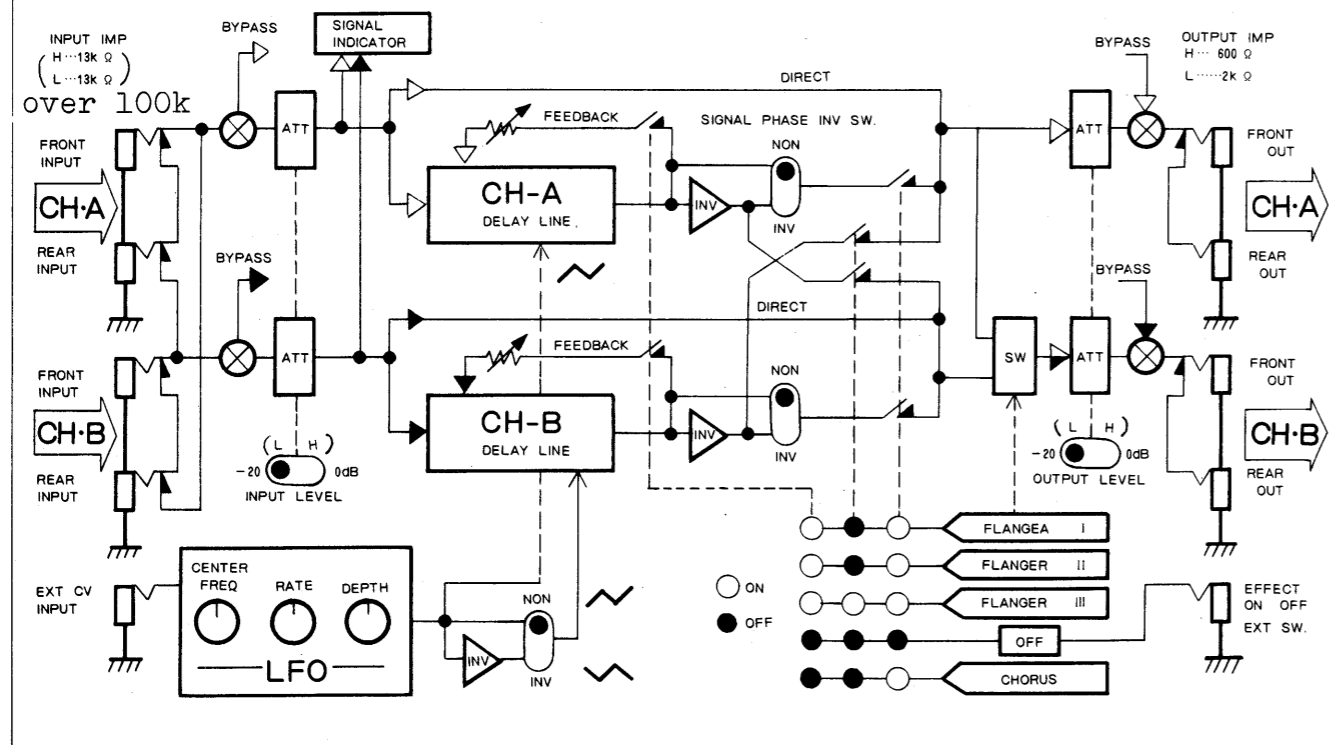 BYPASS
SIGNAL
INDICATOR
INPUT IMP
( H···13k Ω
L···13k Ω )
over 100k
ATT
FRONT
INPUT
CH·A
REAR
INPUT
DIRECT
FEEDBACK
SIGNAL PHASE INV SW.
NON
CH-A
DELAY LINE
INV
INV
BYPASS
OUTPUT IMP
H··· 600 Ω
L······2k Ω
ATT
FRONT
OUT
CH·A
REAR
OUT
BYPASS
ATT
FRONT
INPUT
CH·B
REAR
INPUT
( L H )
-20 0dB
INPUT LEVEL
DIRECT
FEEDBACK
NON
CH-B
DELAY LINE
INV
INV
BYPASS
SW
ATT
FRONT
OUT
CH·B
REAR
OUT
( L H )
-20 0dB
OUTPUT LEVEL
EXT CV
INPUT
CENTER
FREQ
RATE
DEPTH
LFO
NON
INV
INV
ON
OFF
FLANGEA I
FLANGER II
FLANGER III
OFF
CHORUS
EFFECT
ON OFF
EXT SW.